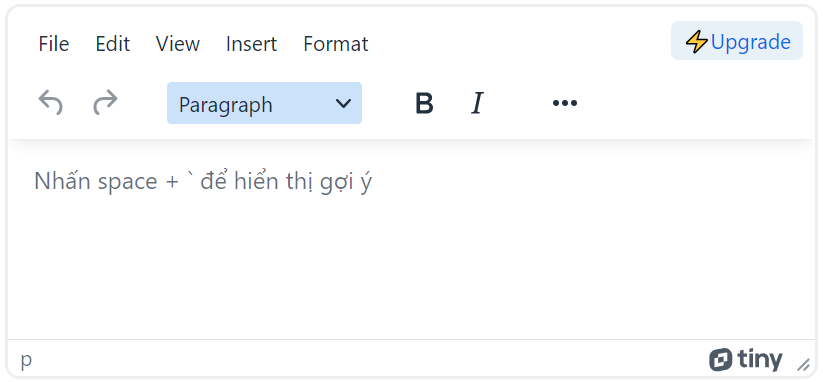 File Edit View Insert Format ⚡Upgrade
Paragraph B I •••
Nhấn space + ` để hiển thị gợi ý
p tiny